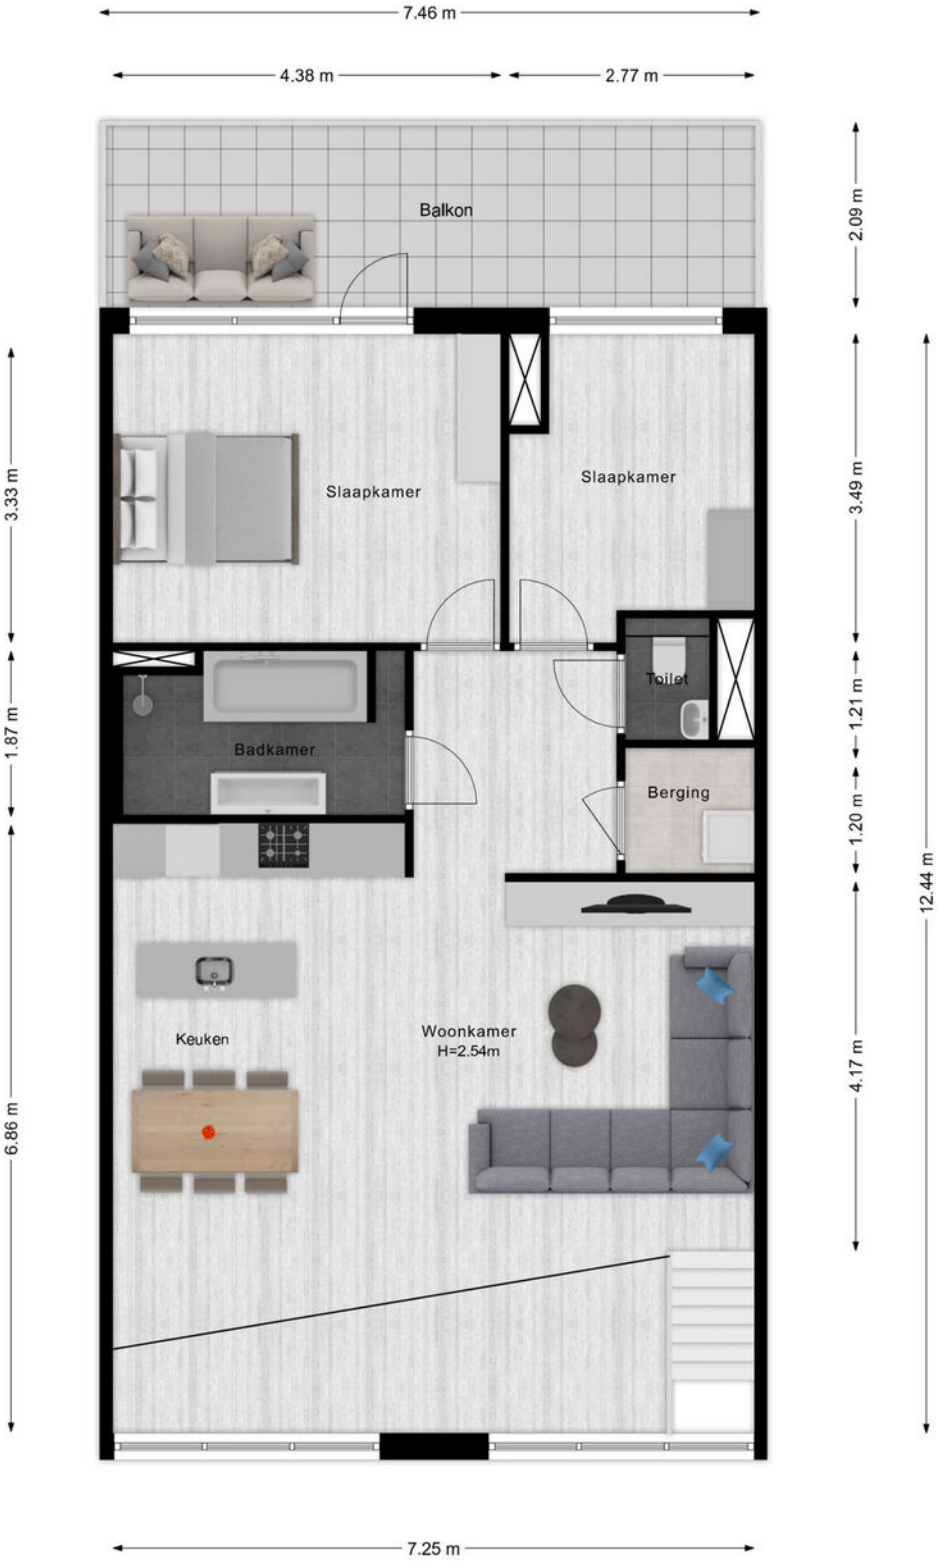 7.46 m
4.38 m
2.77 m
Balkon
2.09 m
3.33 m
Slaapkamer
Slaapkamer
3.49 m
1.87 m
Badkamer
Toilet
1.21 m
Berging
1.20 m
12.44 m
Keuken
Woonkamer
H=2.54m
4.17 m
6.86 m
7.25 m